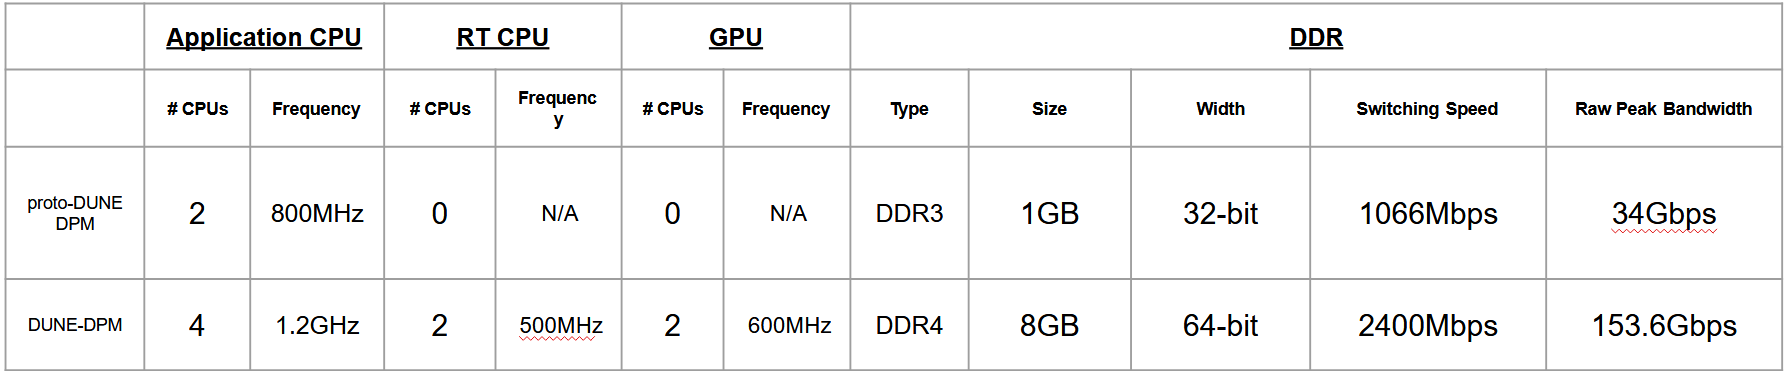 Application CPU RT CPU GPU DDR
# CPUs Frequency # CPUs Frequenc
y # CPUs Frequency Type Size Width Switching Speed Raw Peak Bandwidth
proto-DUNE
DPM 2 800MHz 0 N/A 0 N/A DDR3 1GB 32-bit 1066Mbps 34Gbps
DUNE-DPM 4 1.2GHz 2 500MHz 2 600MHz DDR4 8GB 64-bit 2400Mbps 153.6Gbps